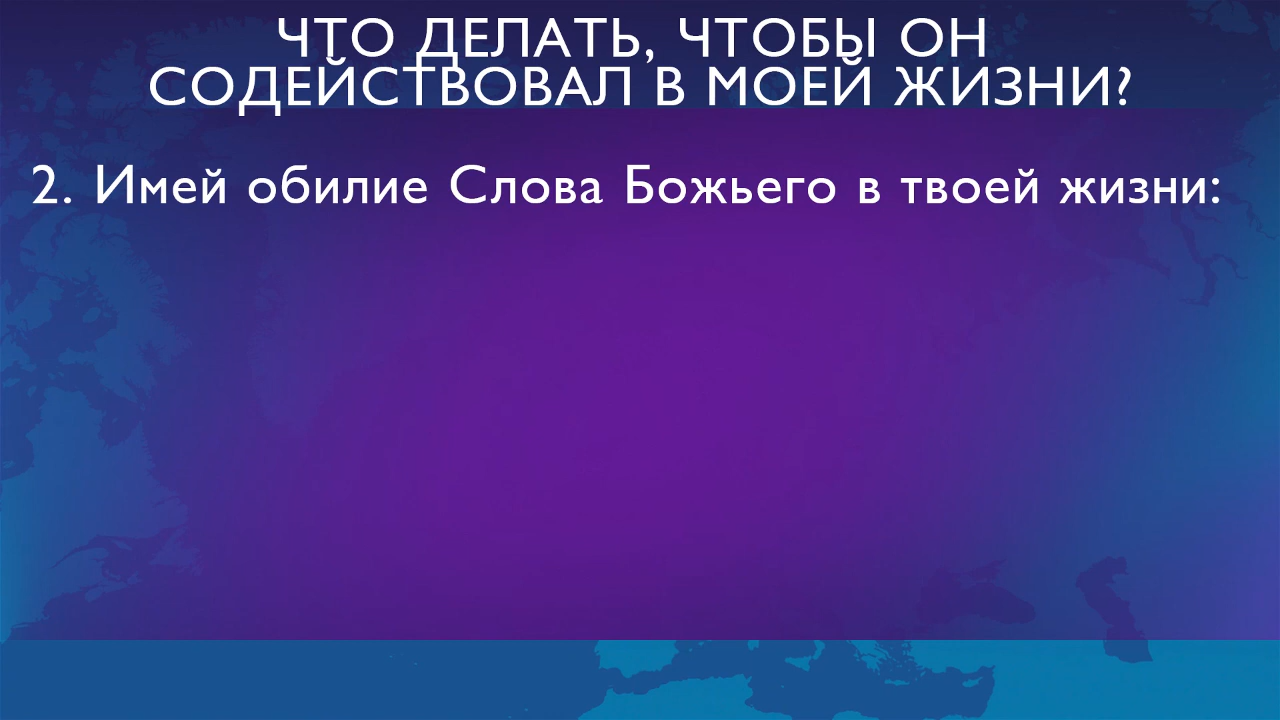 ЧТО ДЕЛАТЬ, ЧТОБЫ ОН
СОДЕЙСТВОВАЛ В МОЕЙ ЖИЗНИ?
2. Имей обилие Слова Божьего в твоей жизни: